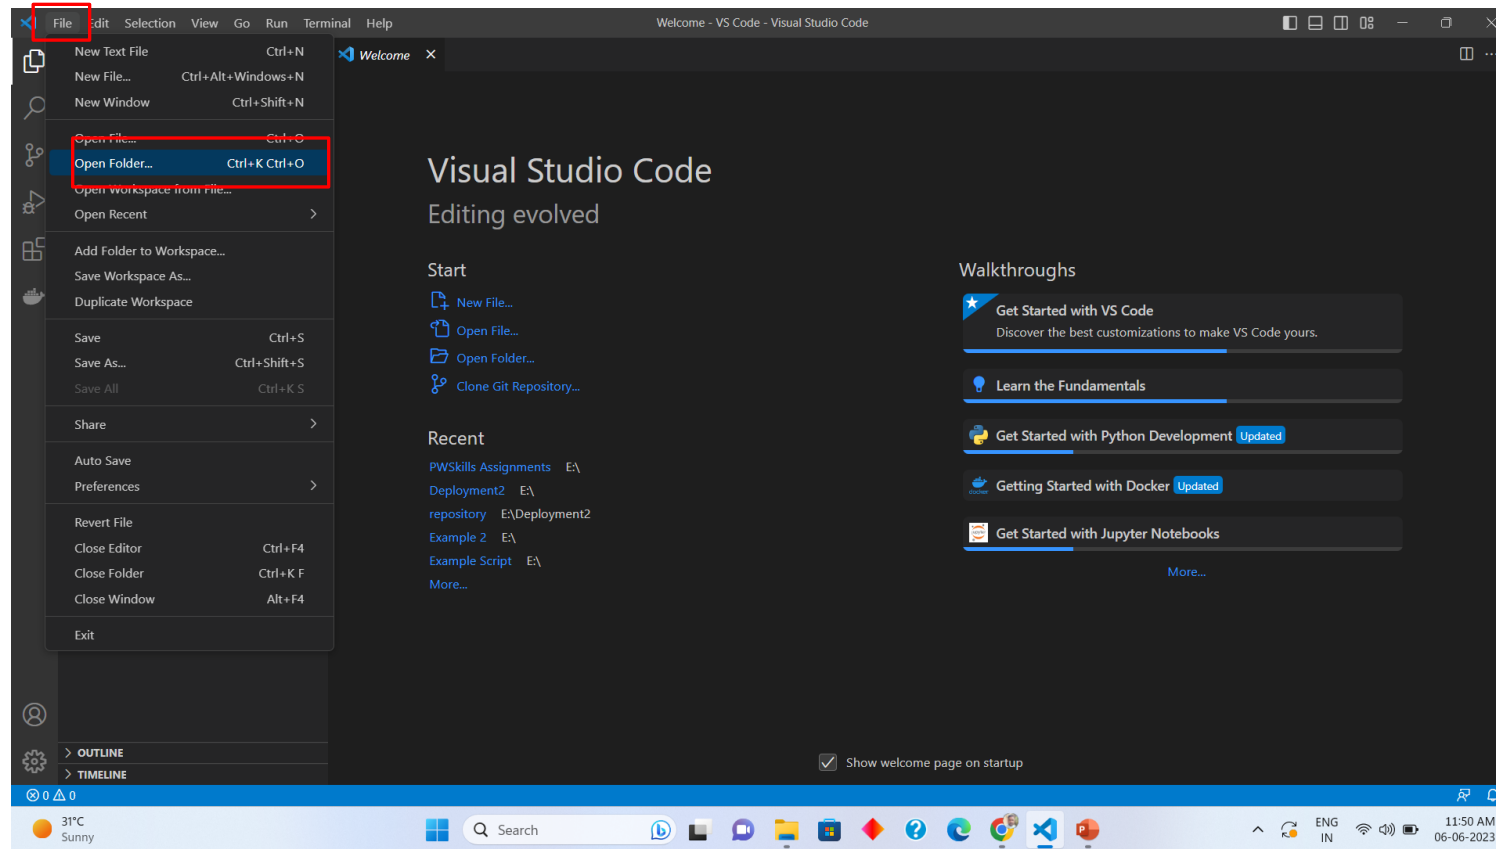 File Edit Selection View Go Run Terminal Help
Welcome - VS Code - Visual Studio Code
New Text File Ctrl+N
New File... Ctrl+Alt+Windows+N
New Window Ctrl+Shift+N
Open File... Ctrl+O
Open Folder... Ctrl+K Ctrl+O
Open Workspace from File...
Open Recent
Add Folder to Workspace...
Save Workspace As...
Duplicate Workspace
Save Ctrl+S
Save As... Ctrl+Shift+S
Save All Ctrl+K S
Share
Auto Save
Preferences
Revert File
Close Editor Ctrl+F4
Close Folder Ctrl+K F
Close Window Alt+F4
Exit
OUTLINE
TIMELINE
Welcome
Visual Studio Code
Editing evolved
Start
New File...
Open File...
Open Folder...
Clone Git Repository...
Recent
PWSkills Assignments E:\
Deployment2 E:\
repository E:\Deployment2
Example 2 E:\
Example Script E:\
More...
Walkthroughs
Get Started with VS Code
Discover the best customizations to make VS Code yours.
Learn the Fundamentals
Get Started with Python Development Updated
Getting Started with Docker Updated
Get Started with Jupyter Notebooks
More...
Show welcome page on startup
0 0
31°C
Sunny
Search
ENG
IN
11:50 AM
06-06-2023